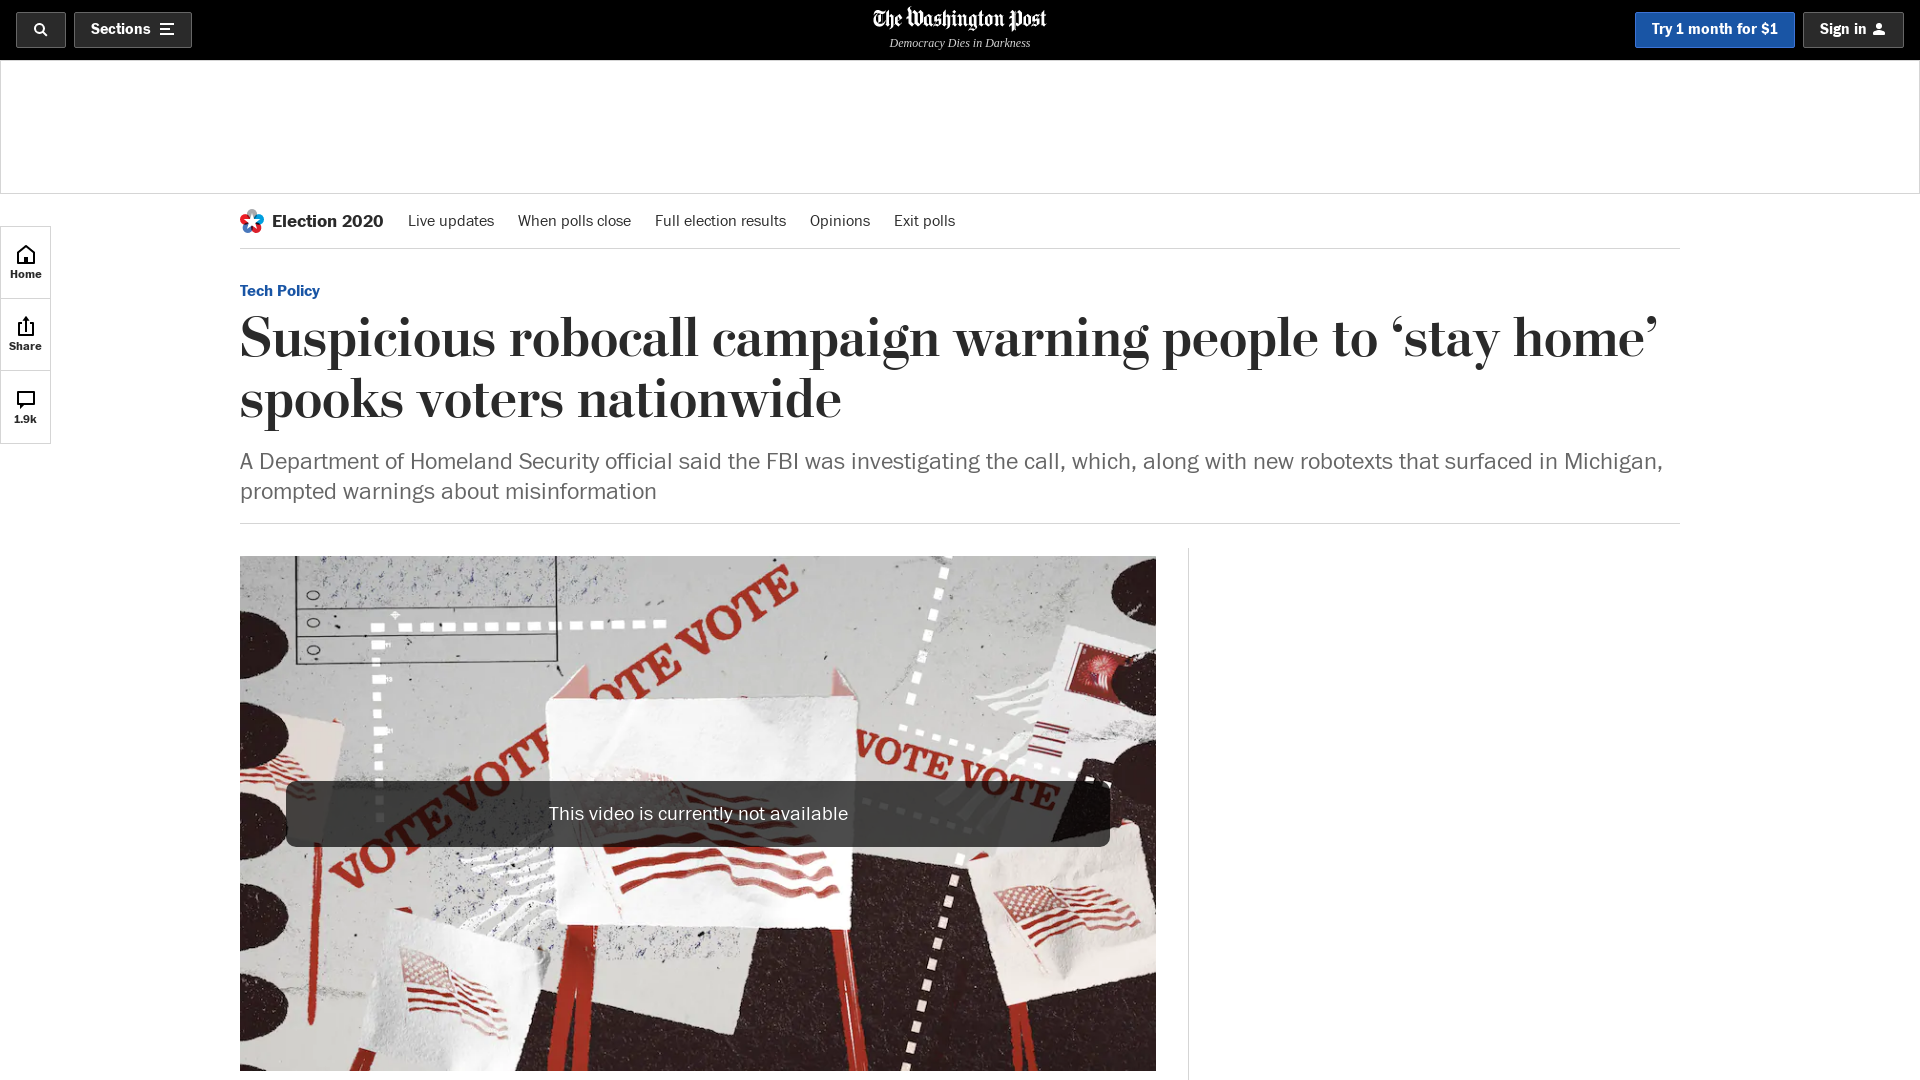 Sections
The Washington Post
Democracy Dies in Darkness
Try 1 month for $1
Sign in
Election 2020
Live updates
When polls close
Full election results
Opinions
Exit polls
Home
Share
1.9k
Tech Policy
Suspicious robocall campaign warning people to ‘stay home’
spooks voters nationwide
A Department of Homeland Security official said the FBI was investigating the call, which, along with new robotexts that surfaced in Michigan,
prompted warnings about misinformation
VOTE VOTE VOTE VOTE
VOTE VOTE
This video is currently not available